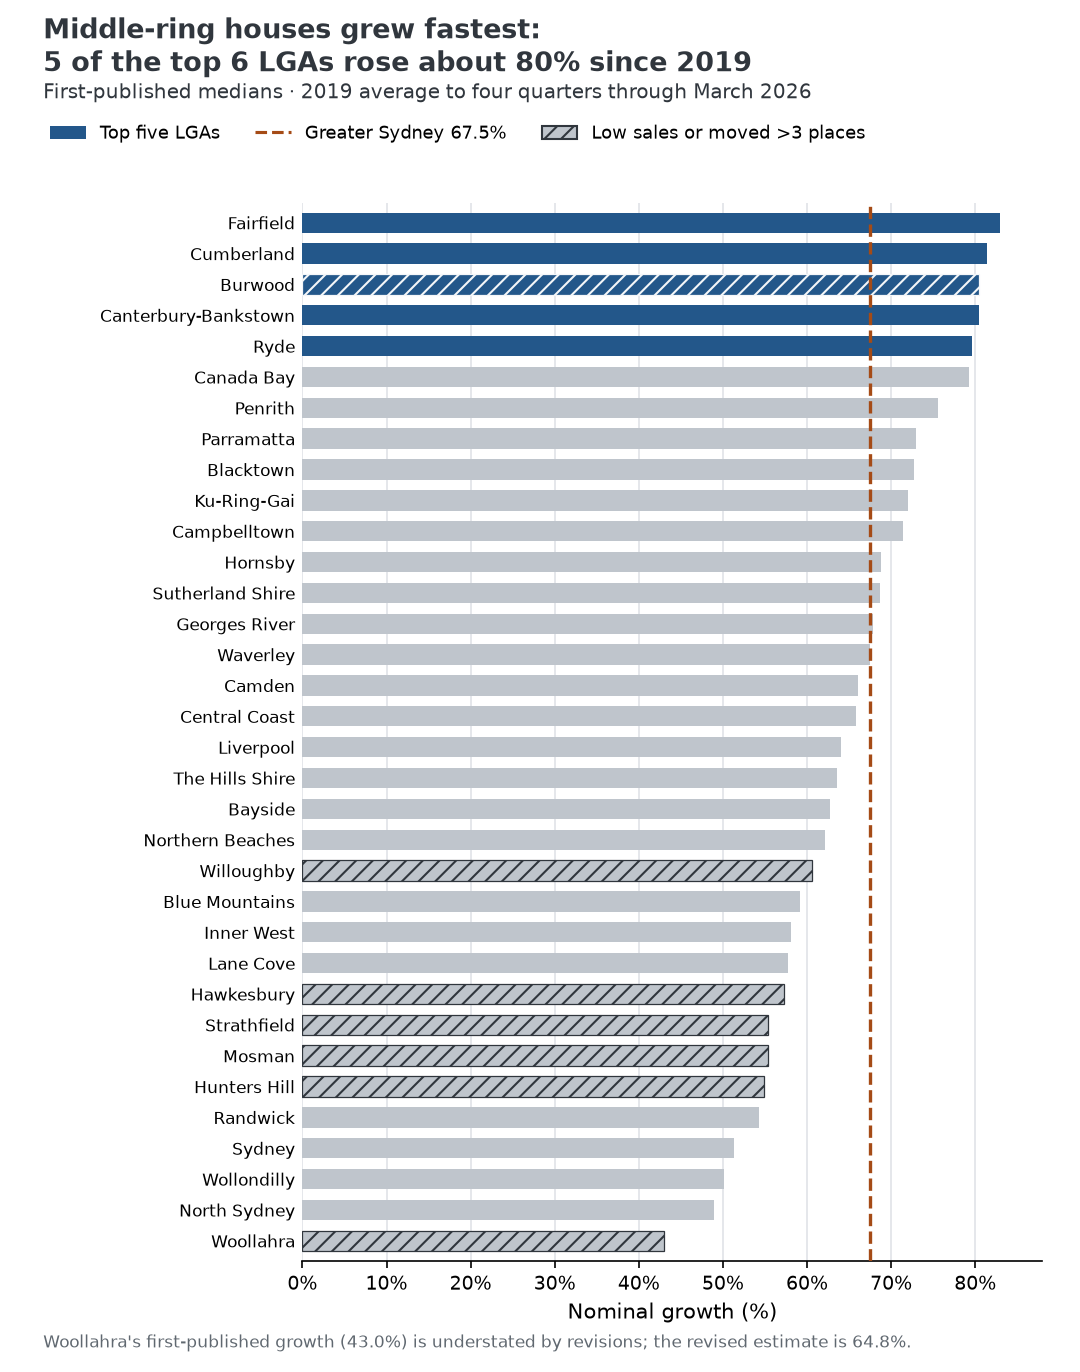 Middle-ring houses grew fastest:
5 of the top 6 LGAs rose about 80% since 2019
First-published medians · 2019 average to four quarters through March 2026
Top five LGAs
Greater Sydney 67.5%
Low sales or moved >3 places
Fairfield
Cumberland
Burwood
Canterbury-Bankstown
Ryde
Canada Bay
Penrith
Parramatta
Blacktown
Ku-Ring-Gai
Campbelltown
Hornsby
Sutherland Shire
Georges River
Waverley
Camden
Central Coast
Liverpool
The Hills Shire
Bayside
Northern Beaches
Willoughby
Blue Mountains
Inner West
Lane Cove
Hawkesbury
Strathfield
Mosman
Hunters Hill
Randwick
Sydney
Wollondilly
North Sydney
Woollahra
0% 10% 20% 30% 40% 50% 60% 70% 80%
Nominal growth (%)
Woollahra's first-published growth (43.0%) is understated by revisions; the revised estimate is 64.8%.